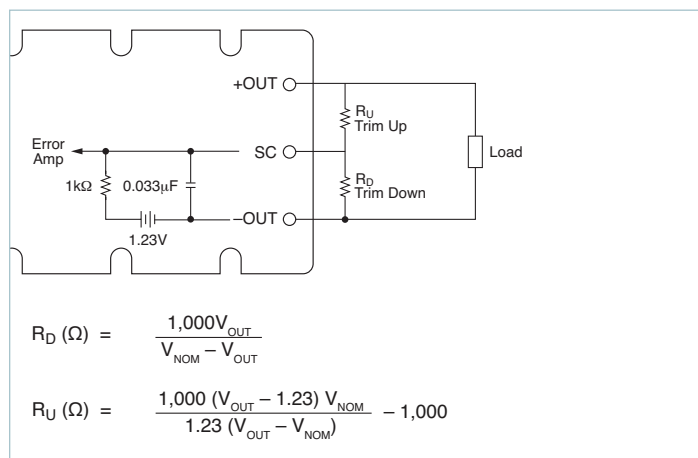 +OUT
R_U
Trim Up
Error
Amp
SC
Load
1kΩ
0.033μF
R_D
Trim Down
–OUT
1.23V
R_D (Ω) = 1,000V_OUT / V_NOM – V_OUT
R_U (Ω) = 1,000 (V_OUT – 1.23) V_NOM / 1.23 (V_OUT – V_NOM) – 1,000